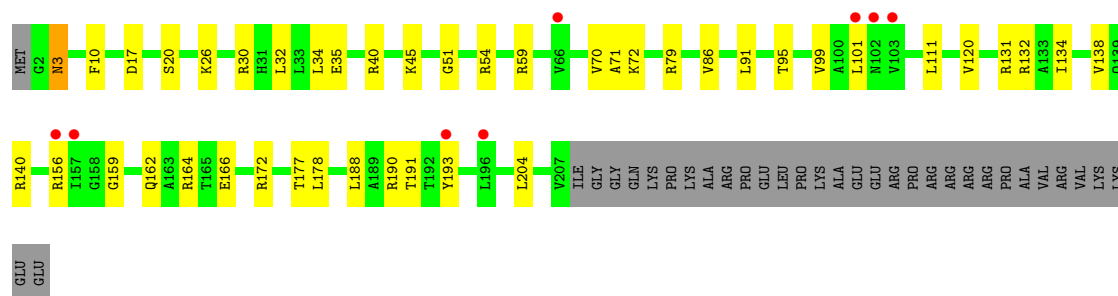 MET G2 N3 F10 D17 S20 K26 R30 H31 L32 L33 L34 E35 R40 K45 G51 R54 R59 V66 V70 A71 K72 R79 V86 L91 T95 V99 A100 L101 N102 V103 L111 V120 R131 R132 A133 I134 V138 Q139
R140 R156 I157 G158 G159 Q162 A163 R164 T165 E166 R172 T177 L178 L188 A189 R190 T191 T192 Y193 L196 L204 V207 ILE GLY GLY GLN LYS PRO LYS ALA ARG PRO GLU LEU PRO LYS ALA GLU GLU ARG PRO ARG ARG ARG ARG PRO ALA VAL ARG VAL LYS LYS
GLU GLU